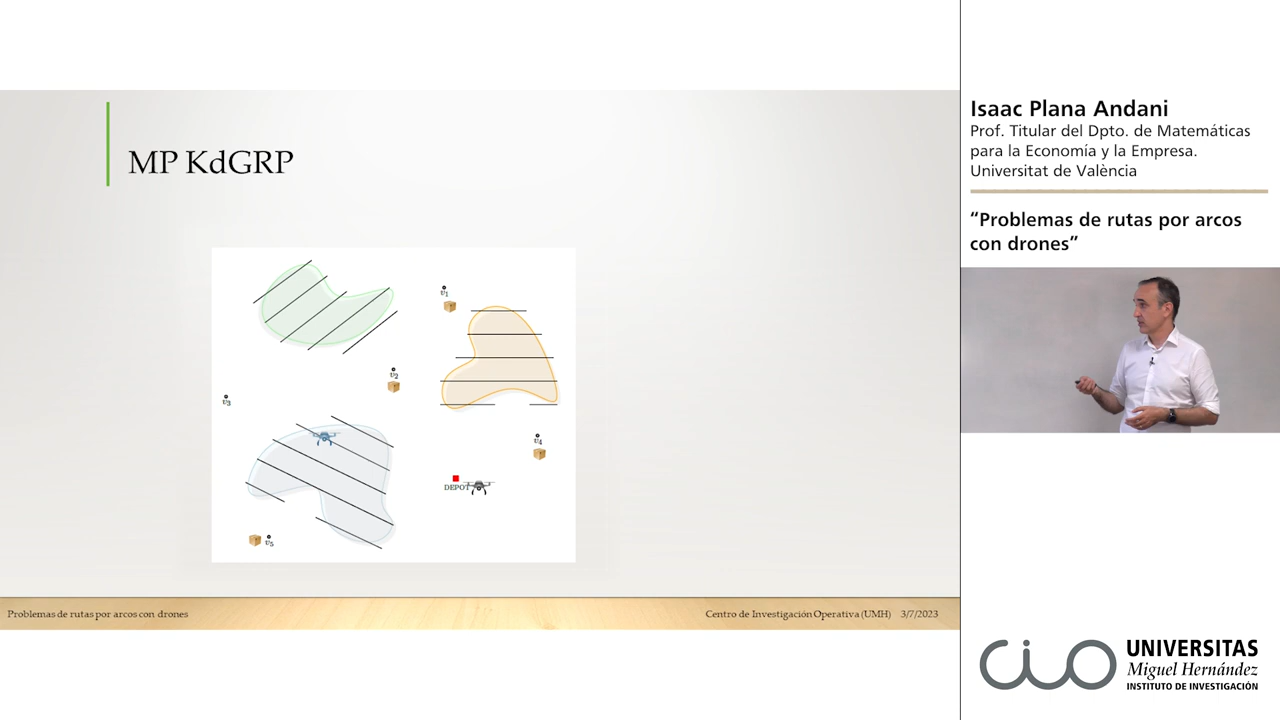 MP KdGRP
v1
v2
v3
v4
DEPOT
v5
Problemas de rutas por arcos con drones
Centro de Investigación Operativa (UMH) 3/7/2023
Isaac Plana Andani
Prof. Titular del Dpto. de Matemáticas
para la Economía y la Empresa.
Universitat de València
“Problemas de rutas por arcos
con drones”
cio
UNIVERSITAS
Miguel Hernández
INSTITUTO DE INVESTIGACIÓN